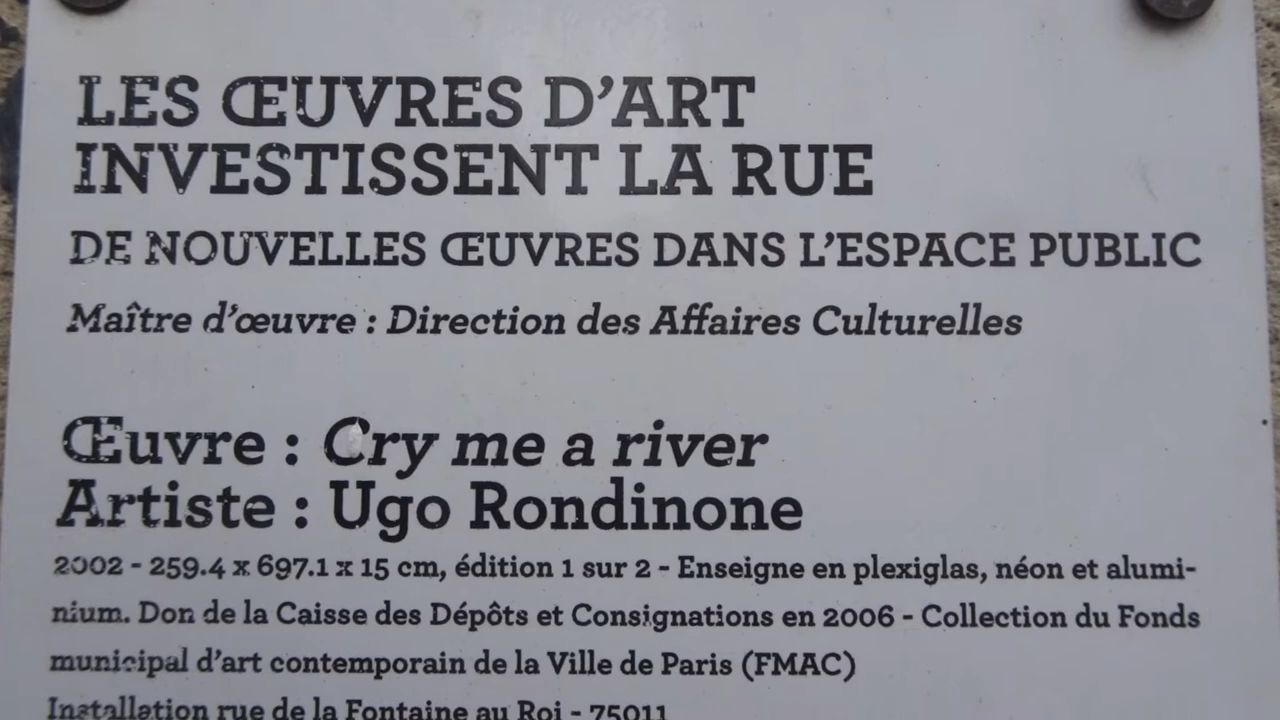 LES ŒUVRES D'ART
INVESTISSENT LA RUE
DE NOUVELLES ŒUVRES DANS L'ESPACE PUBLIC
Maître d'œuvre : Direction des Affaires Culturelles
Œuvre : Cry me a river
Artiste : Ugo Rondinone
2002 - 259.4 x 697.1 x 15 cm, édition 1 sur 2 - Enseigne en plexiglas, néon et alumi-
nium. Don de la Caisse des Dépôts et Consignations en 2006 - Collection du Fonds
municipal d'art contemporain de la Ville de Paris (FMAC)
Installation rue de la Fontaine au Roi - 75011